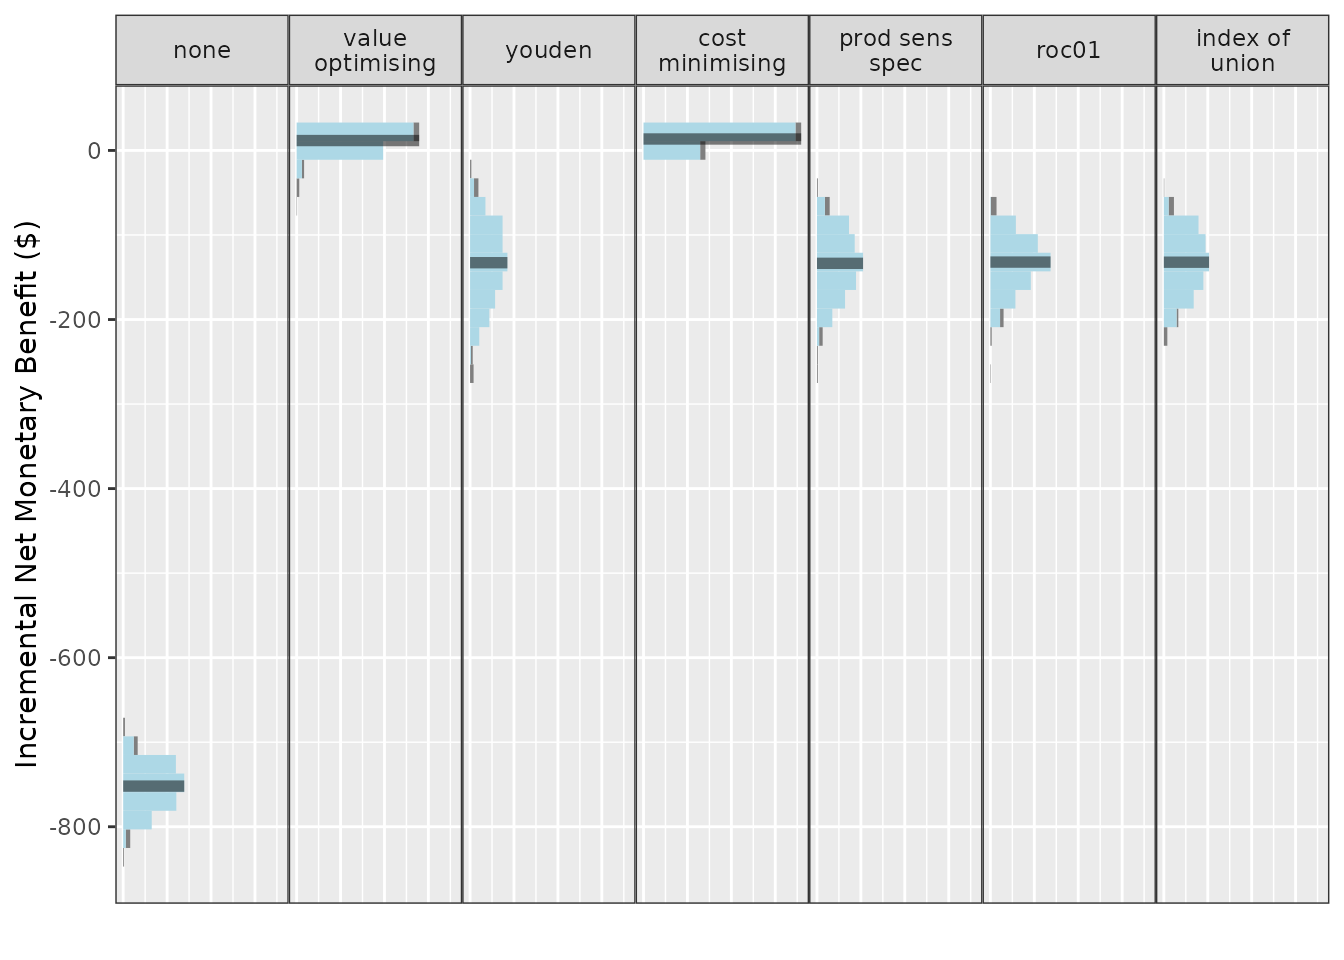 none
value
optimising
youden
cost
minimising
prod sens
spec
roc01
index of
union
Incremental Net Monetary Benefit ($)
0
-200
-400
-600
-800